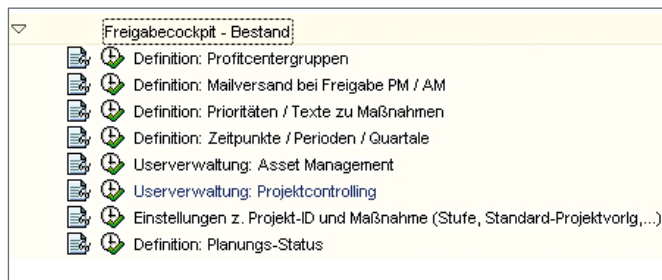 Freigabecockpit - Bestand
Definition: Profitcentergruppen
Definition: Mailversand bei Freigabe PM / AM
Definition: Prioritäten / Texte zu Maßnahmen
Definition: Zeitpunkte / Perioden / Quartale
Userverwaltung: Asset Management
Userverwaltung: Projektcontrolling
Einstellungen z. Projekt-ID und Maßnahme (Stufe, Standard-Projektvorlg,...)
Definition: Planungs-Status